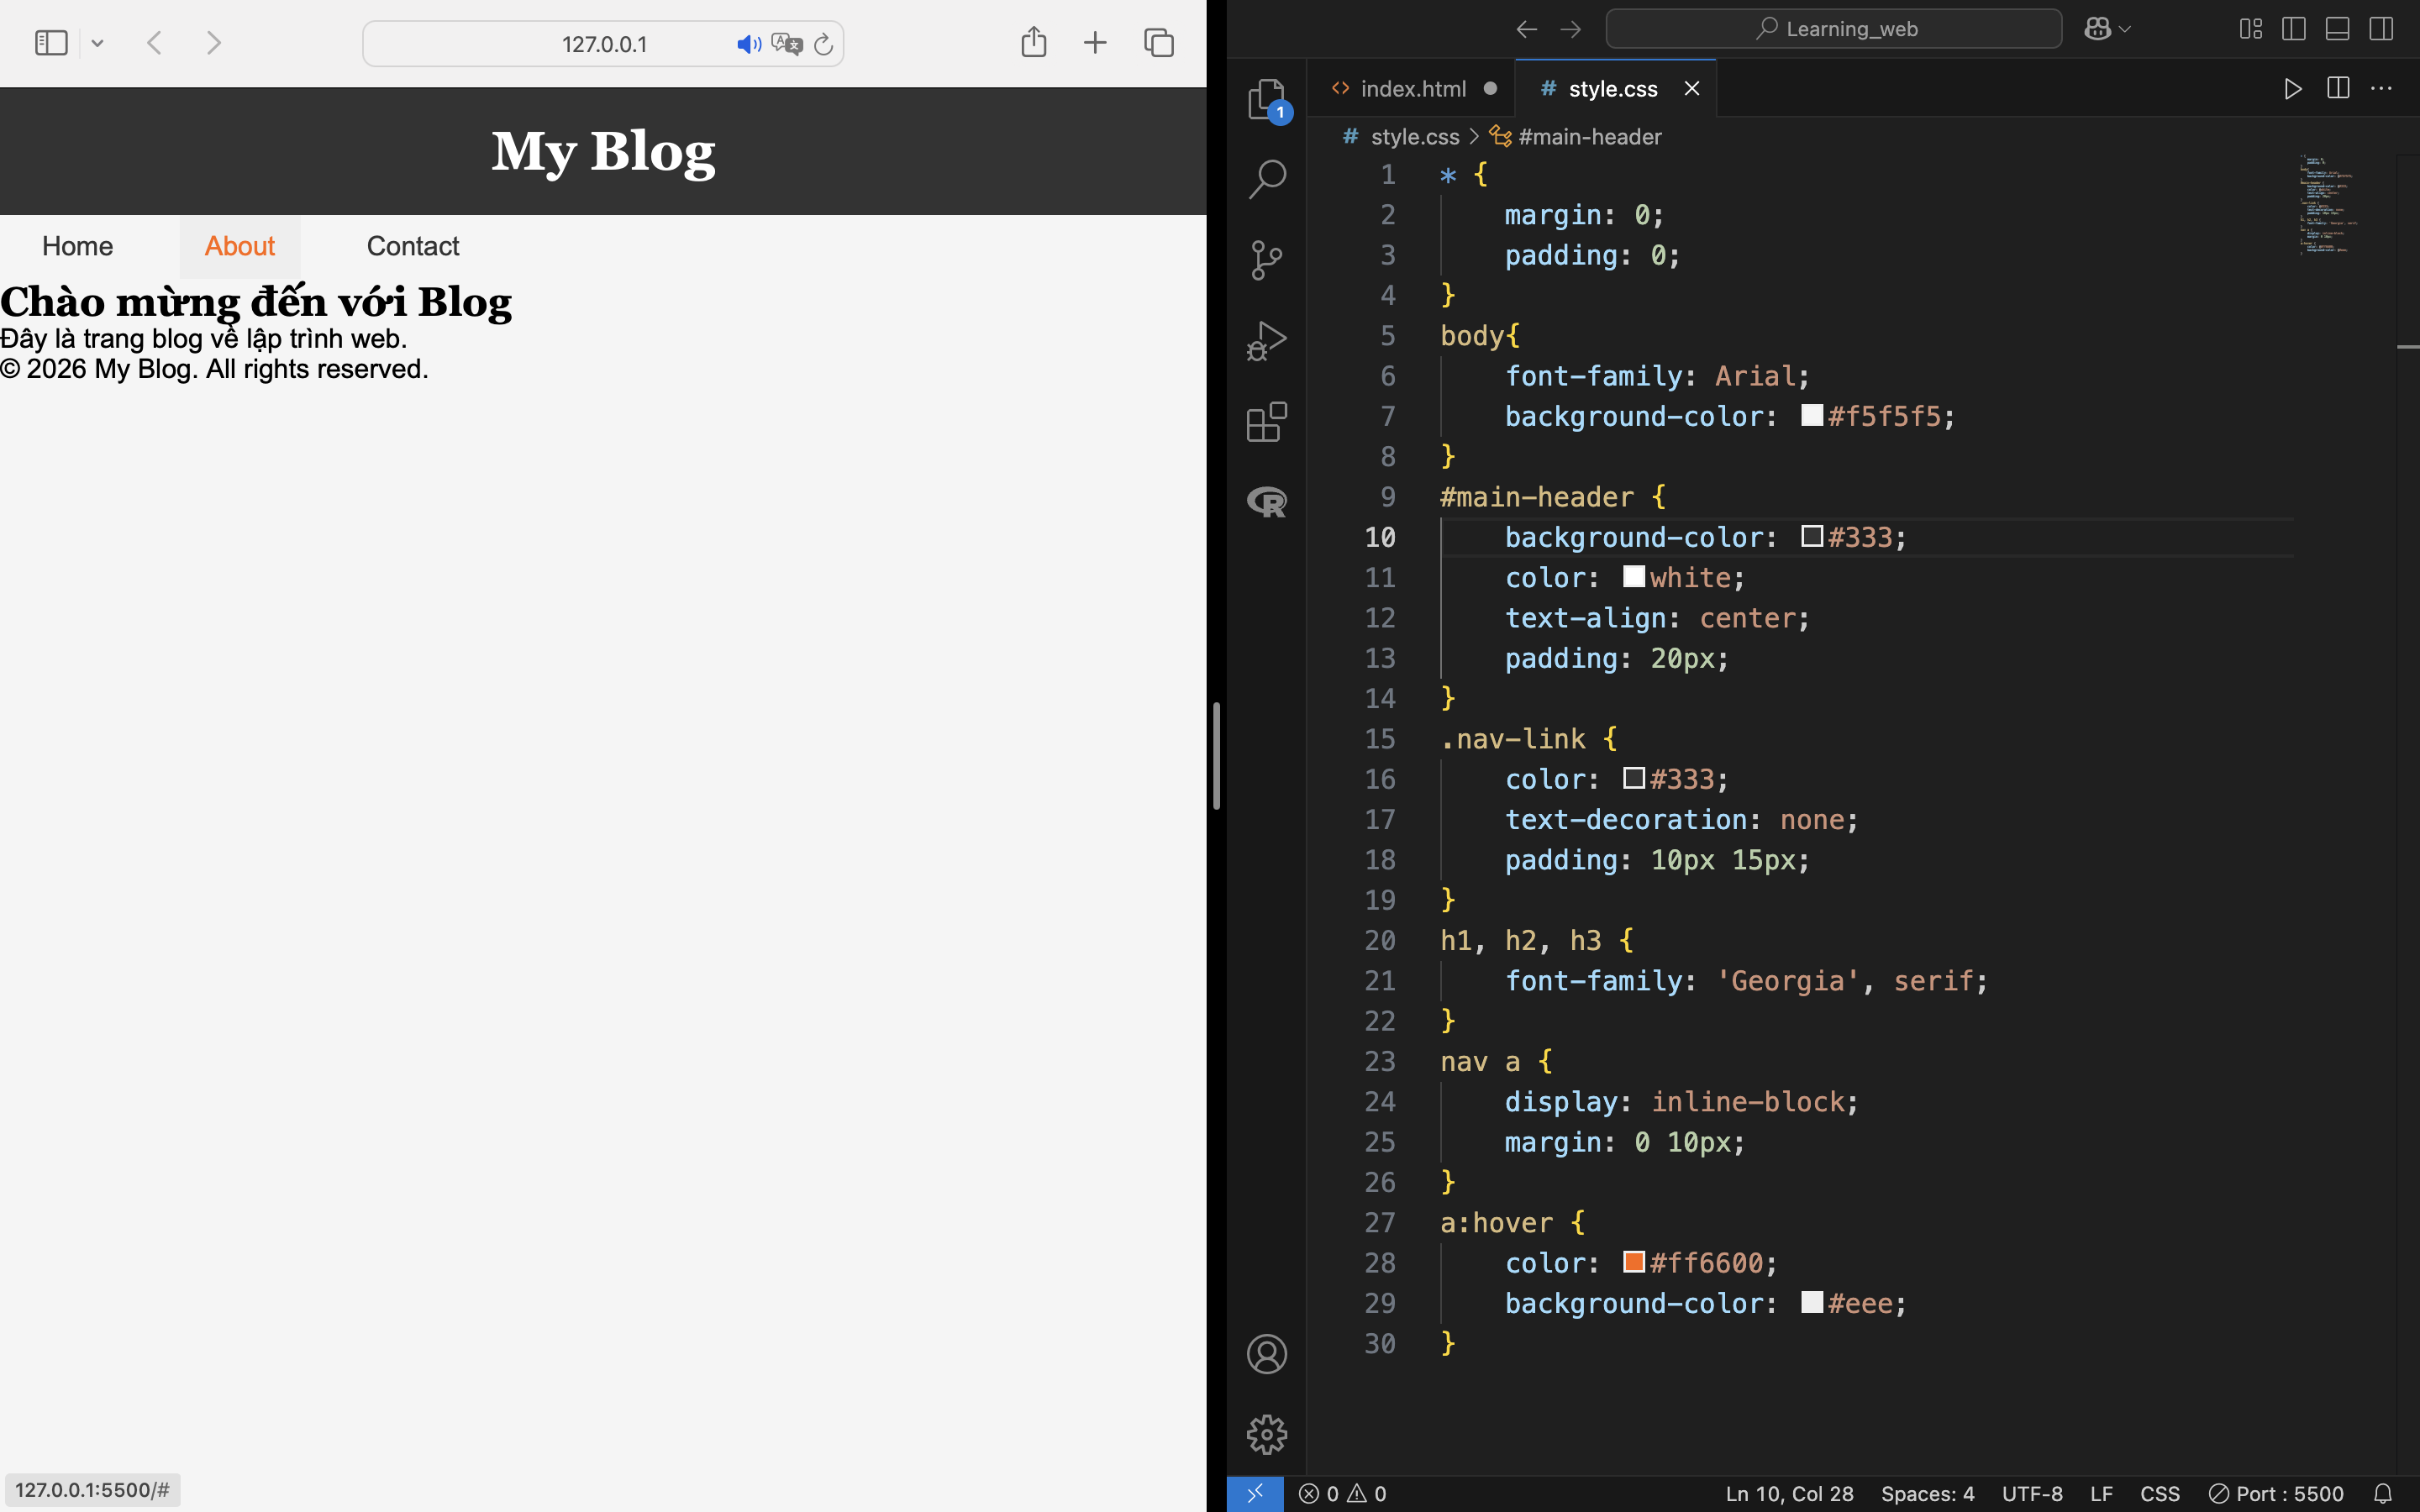 127.0.0.1
My Blog
Home About Contact
Chào mừng đến với Blog
Đây là trang blog về lập trình web.
© 2026 My Blog. All rights reserved.
127.0.0.1:5500/#
Learning_web
1
index.html
# style.css
# style.css > #main-header
1 * {
2 margin: 0;
3 padding: 0;
4 }
5 body{
6 font-family: Arial;
7 background-color: #f5f5f5;
8 }
9 #main-header {
10 background-color: #333;
11 color: white;
12 text-align: center;
13 padding: 20px;
14 }
15 .nav-link {
16 color: #333;
17 text-decoration: none;
18 padding: 10px 15px;
19 }
20 h1, h2, h3 {
21 font-family: 'Georgia', serif;
22 }
23 nav a {
24 display: inline-block;
25 margin: 0 10px;
26 }
27 a:hover {
28 color: #ff6600;
29 background-color: #eee;
30 }
0 0 Ln 10, Col 28 Spaces: 4 UTF-8 LF CSS Port : 5500